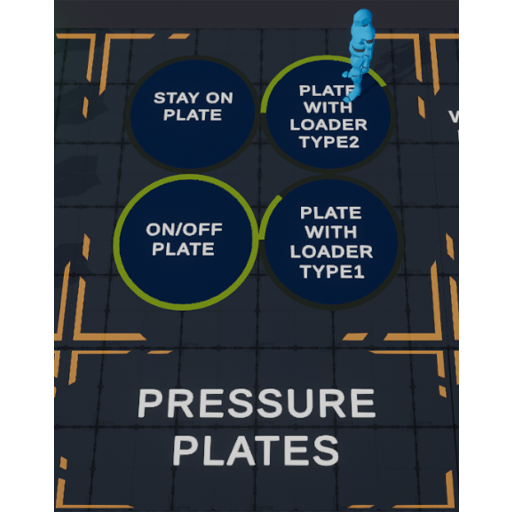 STAY ON
PLATE
PLATE
WITH
LOADER
TYPE2
ON/OFF
PLATE
PLATE
WITH
LOADER
TYPE1
PRESSURE
PLATES